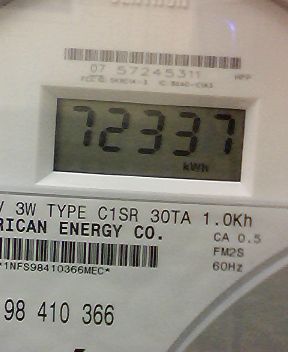 CENTRON
07 57245311
72337
kWh
V 3W TYPE C1SR 30TA 1.0Kh
RICAN ENERGY CO. CA 0.5
FM2S
*1NFS98410366MEC* 60Hz
98 410 366